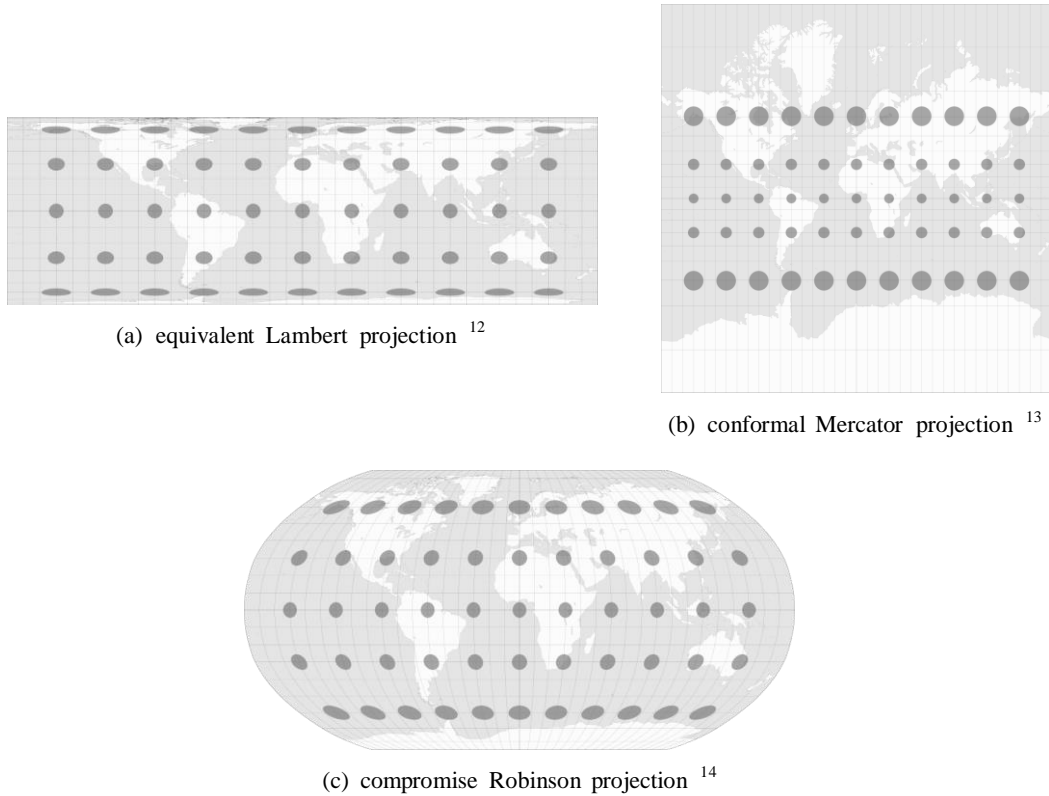 (a) equivalent Lambert projection 12
(b) conformal Mercator projection 13
(c) compromise Robinson projection 14